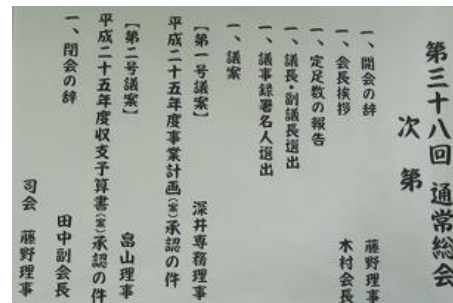 第三十八回 通常総会
次第
一、開会の辞 藤野理事
一、会長挨拶 木村会長
一、定足数の報告
一、議長・副議長選出
一、議事録署名人選出
一、議案
【第一号議案】 深井専務理事
平成二十五年度事業計画(案)承認の件
【第二号議案】 畠山理事
平成二十五年度収支予算書(案)承認の件
一、閉会の辞 田中副会長
司会 藤野理事